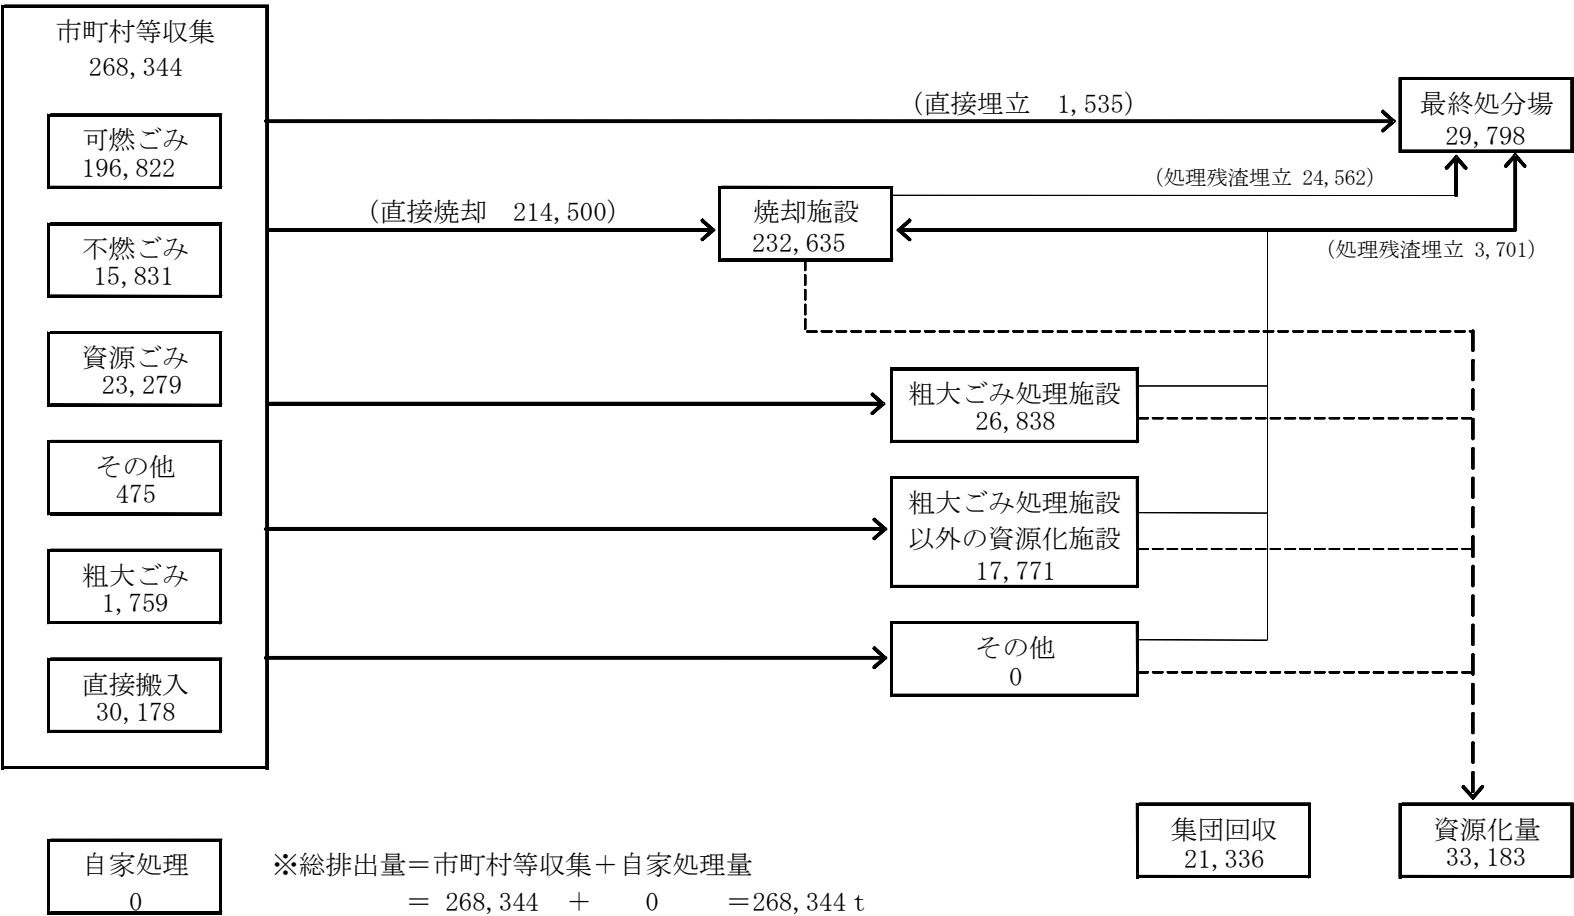 市町村等収集
268,344
可燃ごみ
196,822
不燃ごみ
15,831
資源ごみ
23,279
その他
475
粗大ごみ
1,759
直接搬入
30,178
(直接埋立 1,535)
最終処分場
29,798
(処理残渣埋立 24,562)
(直接焼却 214,500)
焼却施設
232,635
(処理残渣埋立 3,701)
粗大ごみ処理施設
26,838
粗大ごみ処理施設
以外の資源化施設
17,771
その他
0
集団回収
21,336
資源化量
33,183
自家処理
0
※総排出量=市町村等収集+自家処理量
= 268,344 + 0 =268,344 t